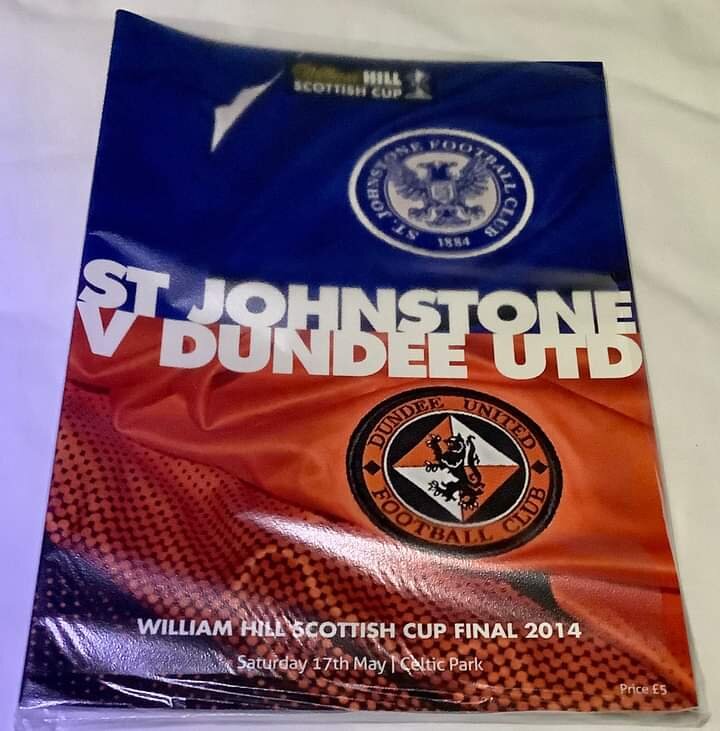 William HILL
SCOTTISH CUP
ST. JOHNSTONE FOOTBALL CLUB
1884
ST JOHNSTONE
V DUNDEE UTD
DUNDEE UNITED
FOOTBALL CLUB
WILLIAM HILL SCOTTISH CUP FINAL 2014
Saturday 17th May | Celtic Park
Price £5